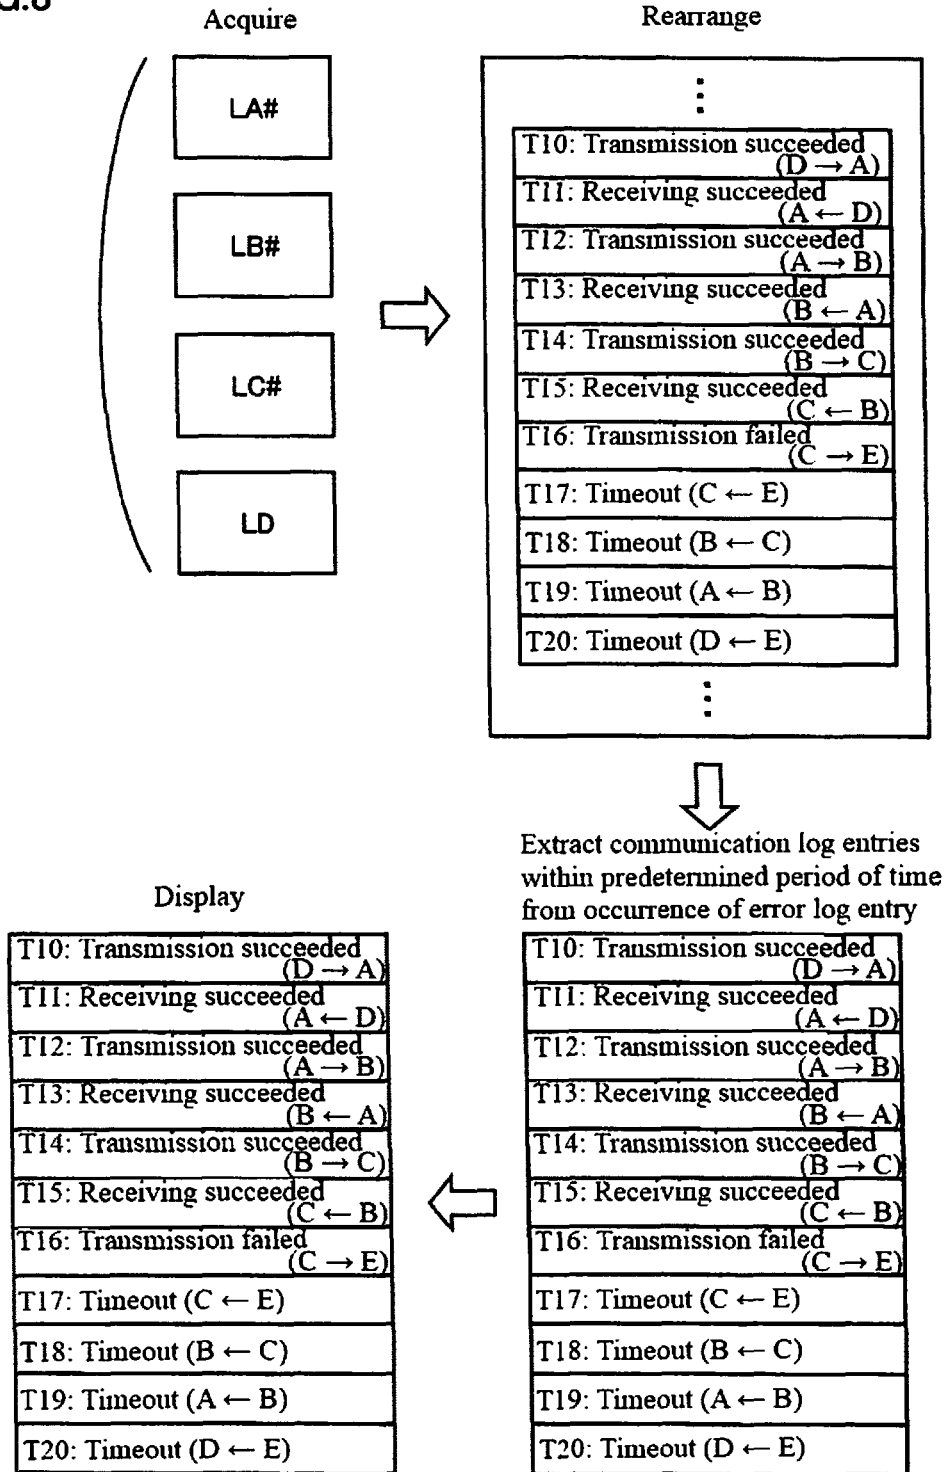 Acquire
LA#
LB#
LC#
LD
Rearrange
T10: Transmission succeeded
(D → A)
T11: Receiving succeeded
(A ← D)
T12: Transmission succeeded
(A → B)
T13: Receiving succeeded
(B ← A)
T14: Transmission succeeded
(B → C)
T15: Receiving succeeded
(C ← B)
T16: Transmission failed
(C → E)
T17: Timeout (C ← E)
T18: Timeout (B ← C)
T19: Timeout (A ← B)
T20: Timeout (D ← E)
Extract communication log entries
within predetermined period of time
from occurrence of error log entry
T10: Transmission succeeded
(D → A)
T11: Receiving succeeded
(A ← D)
T12: Transmission succeeded
(A → B)
T13: Receiving succeeded
(B ← A)
T14: Transmission succeeded
(B → C)
T15: Receiving succeeded
(C ← B)
T16: Transmission failed
(C → E)
T17: Timeout (C ← E)
T18: Timeout (B ← C)
T19: Timeout (A ← B)
T20: Timeout (D ← E)
Display
T10: Transmission succeeded
(D → A)
T11: Receiving succeeded
(A ← D)
T12: Transmission succeeded
(A → B)
T13: Receiving succeeded
(B ← A)
T14: Transmission succeeded
(B → C)
T15: Receiving succeeded
(C ← B)
T16: Transmission failed
(C → E)
T17: Timeout (C ← E)
T18: Timeout (B ← C)
T19: Timeout (A ← B)
T20: Timeout (D ← E)